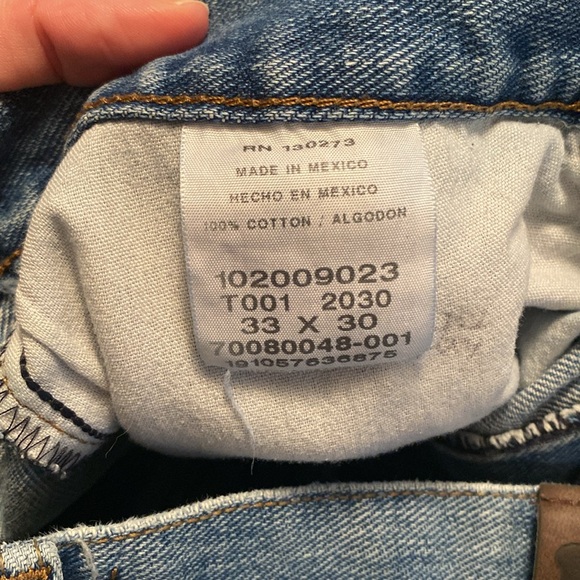 RN 130273
MADE IN MEXICO
HECHO EN MEXICO
100% COTTON / ALGODON
102009023
T001 2030
33 X 30
70080048-001
191057636875